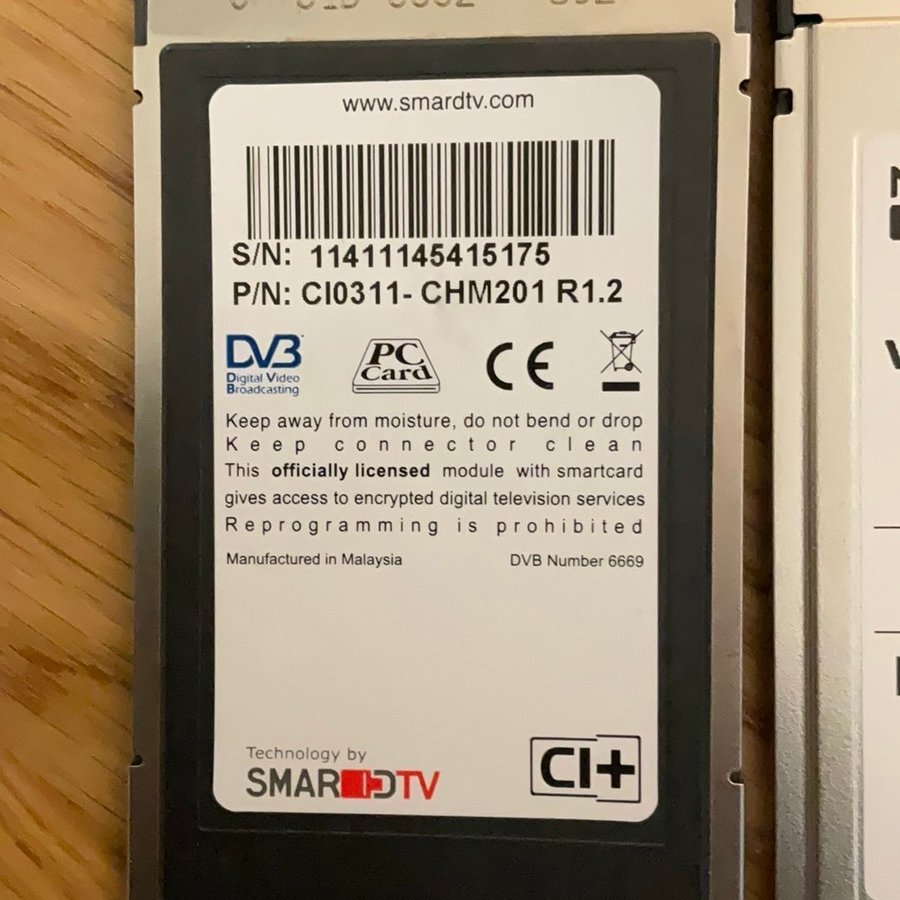 www.smardtv.com
S/N: 11411145415175
P/N: CI0311- CHM201 R1.2
DVB
Digital Video
Broadcasting
PC
Card
CE
Keep away from moisture, do not bend or drop
Keep connector clean
This officially licensed module with smartcard
gives access to encrypted digital television services
Reprogramming is prohibited
Manufactured in Malaysia DVB Number 6669
Technology by
SMARDTV
CI+